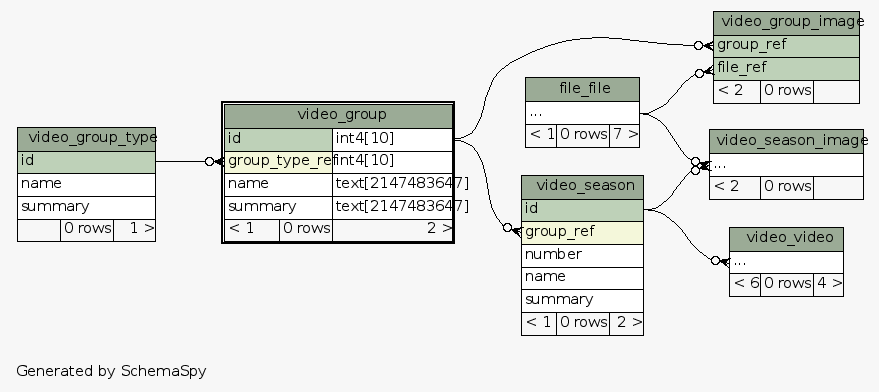 video_group_image
group_ref
file_ref
< 2 0 rows
file_file
...
< 1 0 rows 7 >
video_group
id int4[10]
group_type_ref int4[10]
name text[2147483647]
summary text[2147483647]
< 1 0 rows 2 >
video_group_type
id
name
summary
0 rows 1 >
video_season_image
...
< 2 0 rows
video_season
id
group_ref
number
name
summary
< 1 0 rows 2 >
video_video
...
< 6 0 rows 4 >
Generated by SchemaSpy